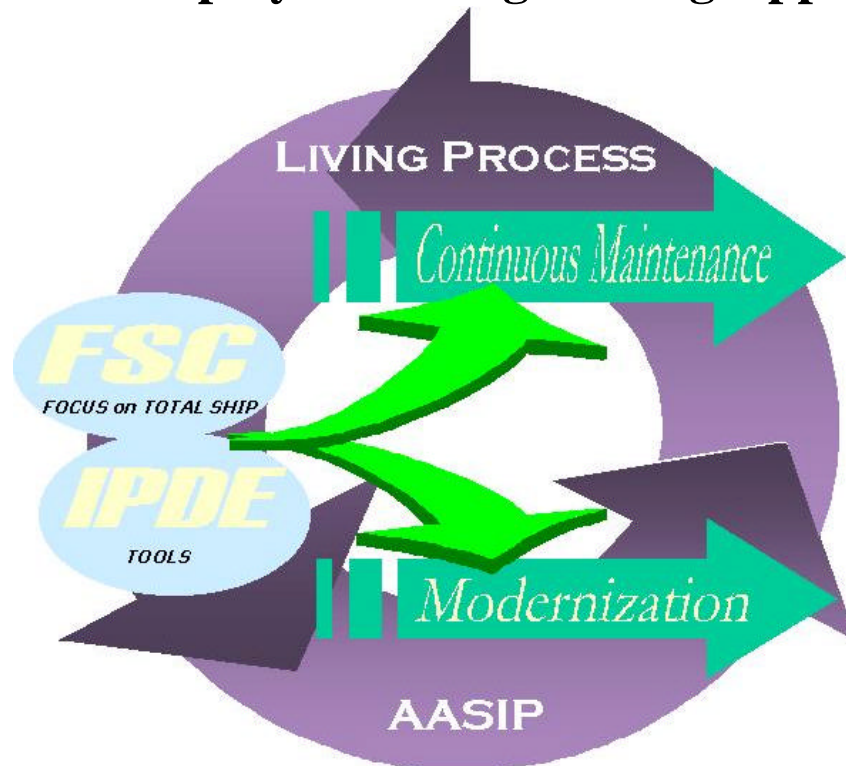 LIVING PROCESS
Continuous Maintenance
FSC
FOCUS on TOTAL SHIP
IPDE
TOOLS
Modernization
AASIP